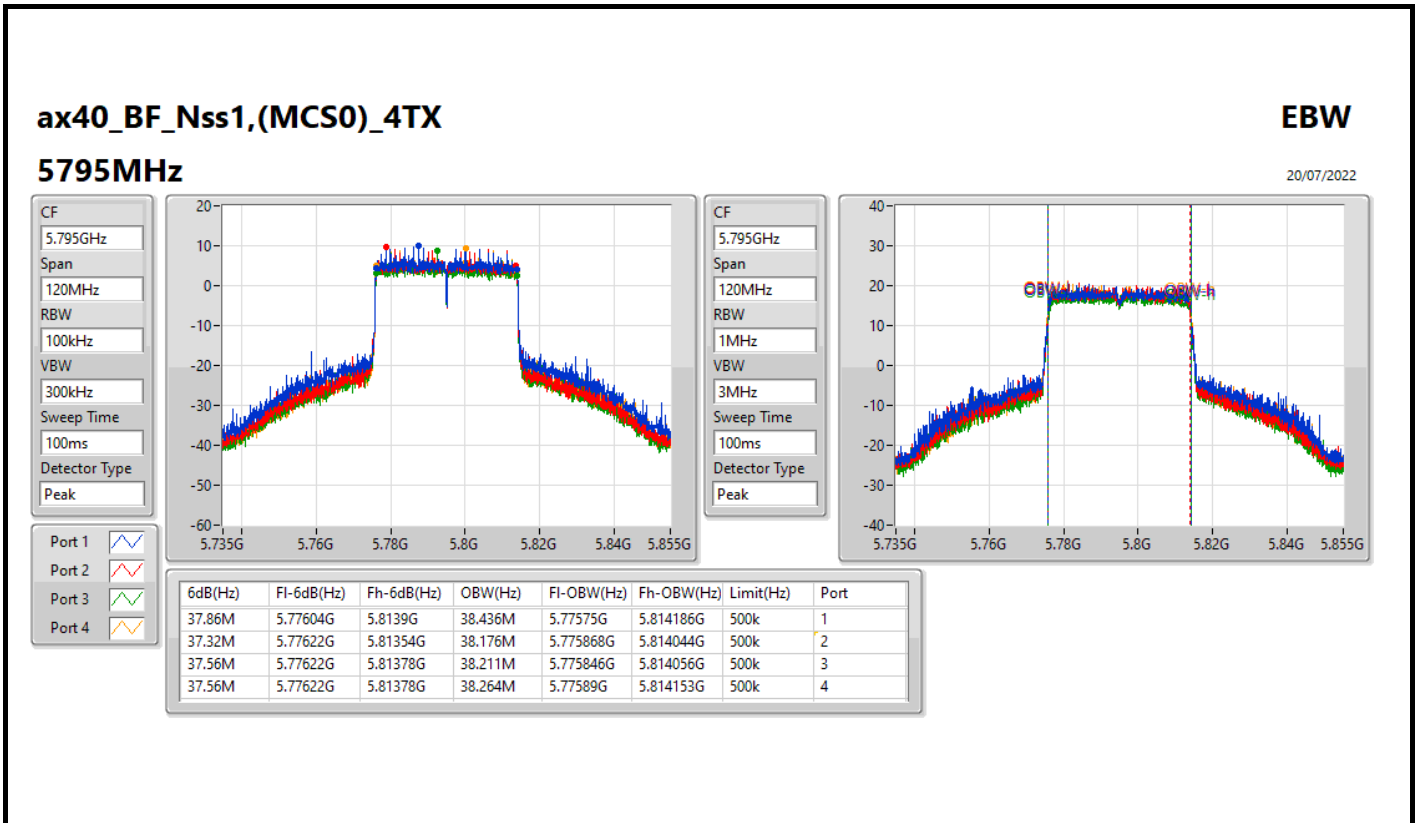 ax40_BF_Nss1,(MCS0)_4TX EBW
5795MHz 20/07/2022
CF
5.795GHz
Span
120MHz
RBW
100kHz
VBW
300kHz
Sweep Time
100ms
Detector Type
Peak
20
10
0
-10
-20
-30
-40
-50
-60
5.735G 5.76G 5.78G 5.8G 5.82G 5.84G 5.855G
CF
5.795GHz
Span
120MHz
RBW
1MHz
VBW
3MHz
Sweep Time
100ms
Detector Type
Peak
40
30
20
10
0
-10
-20
-30
-40
5.735G 5.76G 5.78G 5.8G 5.82G 5.84G 5.855G
Port 1
Port 2
Port 3
Port 4
6dB(Hz) Fl-6dB(Hz) Fh-6dB(Hz) OBW(Hz) Fl-OBW(Hz) Fh-OBW(Hz) Limit(Hz) Port
37.86M 5.77604G 5.8139G 38.436M 5.77575G 5.814186G 500k 1
37.32M 5.77622G 5.81354G 38.176M 5.775868G 5.814044G 500k 2
37.56M 5.77622G 5.81378G 38.211M 5.775846G 5.814056G 500k 3
37.56M 5.77622G 5.81378G 38.264M 5.77589G 5.814153G 500k 4